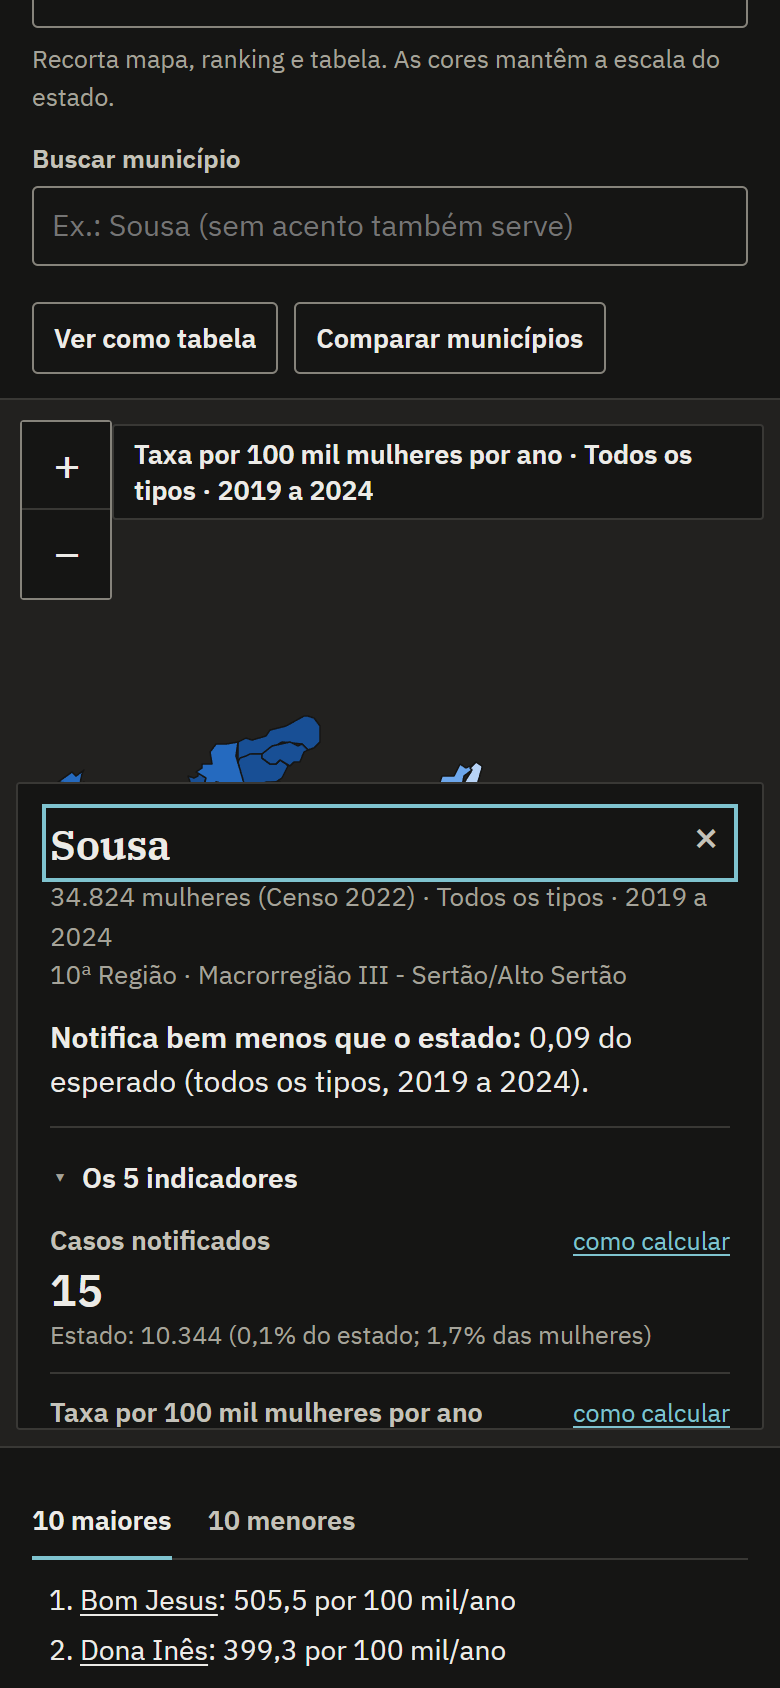 Recorta mapa, ranking e tabela. As cores mantêm a escala do
estado.
Buscar município
Ex.: Sousa (sem acento também serve)
Ver como tabela
Comparar municípios
+
−
Taxa por 100 mil mulheres por ano · Todos os
tipos · 2019 a 2024
Sousa
×
34.824 mulheres (Censo 2022) · Todos os tipos · 2019 a
2024
10ª Região · Macrorregião III - Sertão/Alto Sertão
Notifica bem menos que o estado: 0,09 do
esperado (todos os tipos, 2019 a 2024).
▾ Os 5 indicadores
Casos notificados como calcular
15
Estado: 10.344 (0,1% do estado; 1,7% das mulheres)
Taxa por 100 mil mulheres por ano como calcular
10 maiores 10 menores
1. Bom Jesus: 505,5 por 100 mil/ano
2. Dona Inês: 399,3 por 100 mil/ano